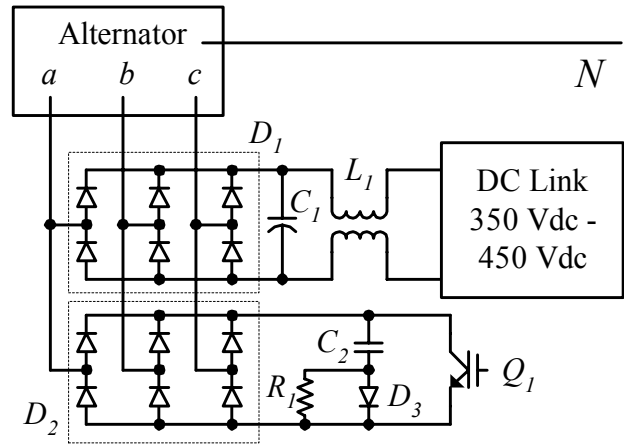 Alternator
a b c
N
D1
L1
C1
DC Link
350 Vdc -
450 Vdc
C2
R1
D3
Q1
D2